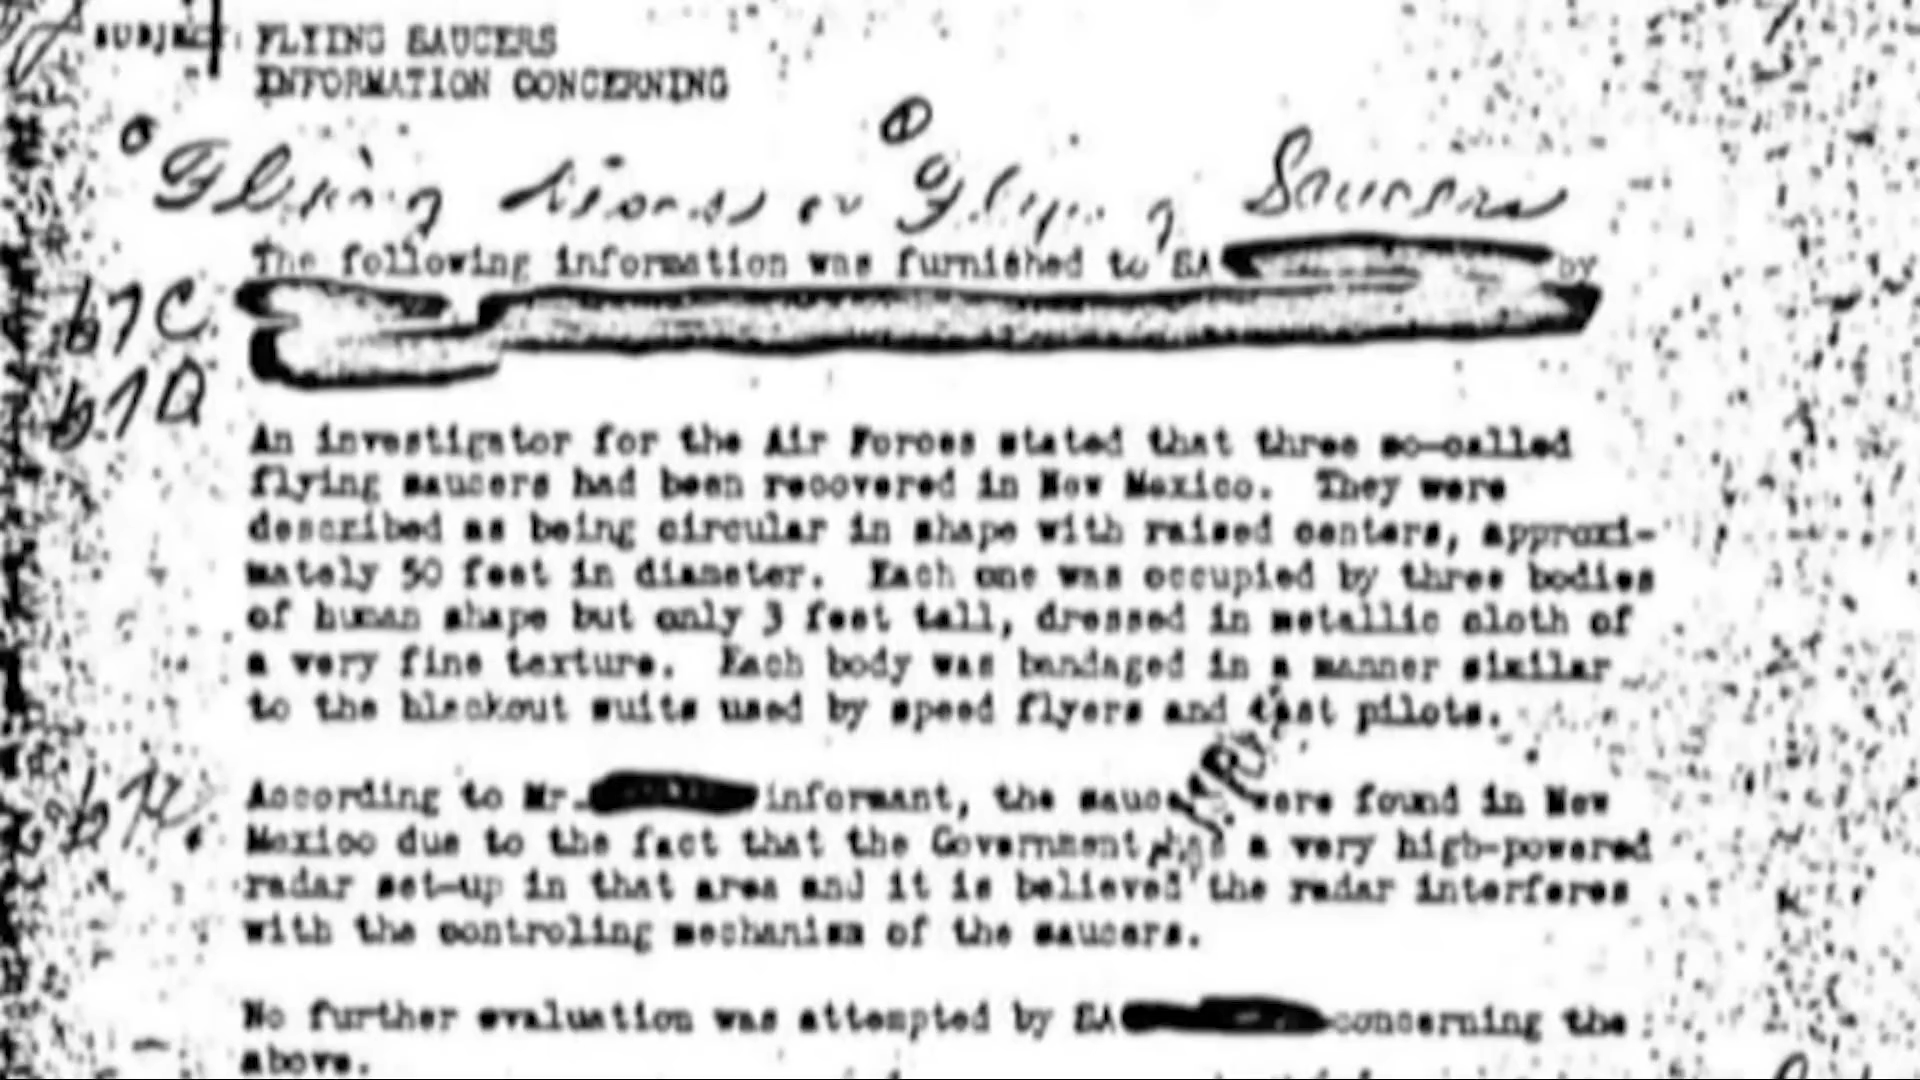 SUBJECT: FLYING SAUCERS
INFORMATION CONCERNING
Flying Discs or Flying Saucers
The following information was furnished to SA by
b7C
b7D
An investigator for the Air Forces stated that three so-called
flying saucers had been recovered in New Mexico. They were
described as being circular in shape with raised centers, approxi-
mately 50 feet in diameter. Each one was occupied by three bodies
of human shape but only 3 feet tall, dressed in metallic cloth of
a very fine texture. Each body was bandaged in a manner similar
to the blackout suits used by speed flyers and test pilots.
According to Mr. informant, the saucers were found in New
Mexico due to the fact that the Government has a very high-powered
radar set-up in that area and it is believed the radar interferes
with the controling mechanism of the saucers.
No further evaluation was attempted by SA concerning the
above.